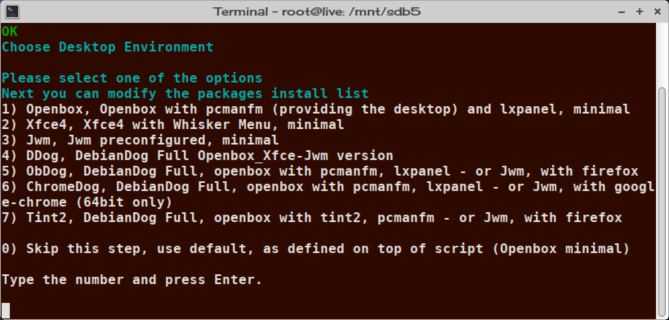 Terminal - root@live: /mnt/sdb5
OK
Choose Desktop Environment
Please select one of the options
Next you can modify the packages install list
1) Openbox, Openbox with pcmanfm (providing the desktop) and lxpanel, minimal
2) Xfce4, Xfce4 with Whisker Menu, minimal
3) Jwm, Jwm preconfigured, minimal
4) DDog, DebianDog Full Openbox_Xfce-Jwm version
5) ObDog, DebianDog Full, openbox with pcmanfm, lxpanel - or Jwm, with firefox
6) ChromeDog, DebianDog Full, openbox with pcmanfm, lxpanel - or Jwm, with googl
e-chrome (64bit only)
7) Tint2, DebianDog Full, openbox with tint2, pcmanfm - or Jwm, with firefox
0) Skip this step, use default, as defined on top of script (Openbox minimal)
Type the number and press Enter.